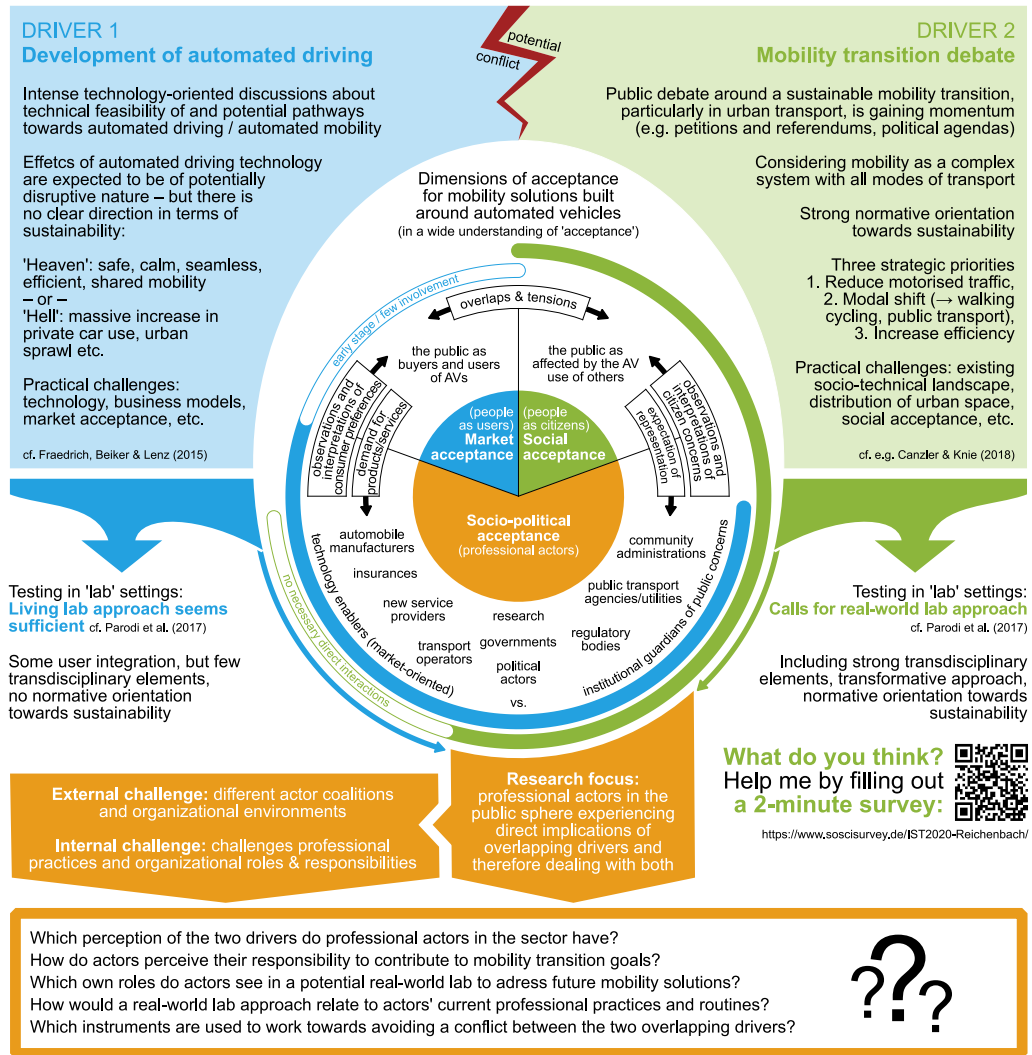 DRIVER 1
Development of automated driving
Intense technology-oriented discussions about
technical feasibility of and potential pathways
towards automated driving / automated mobility
Effetcs of automated driving technology
are expected to be of potentially
disruptive nature – but there is
no clear direction in terms of
sustainability:
'Heaven': safe, calm, seamless,
efficient, shared mobility
– or –
'Hell': massive increase in
private car use, urban
sprawl etc.
Practical challenges:
technology, business models,
market acceptance, etc.
cf. Fraedrich, Beiker & Lenz (2015)
potential
conflict
DRIVER 2
Mobility transition debate
Public debate around a sustainable mobility transition,
particularly in urban transport, is gaining momentum
(e.g. petitions and referendums, political agendas)
Considering mobility as a complex
system with all modes of transport
Strong normative orientation
towards sustainability
Three strategic priorities
1. Reduce motorised traffic,
2. Modal shift (→ walking
cycling, public transport),
3. Increase efficiency
Practical challenges: existing
socio-technical landscape,
distribution of urban space,
social acceptance, etc.
cf. e.g. Canzler & Knie (2018)
Dimensions of acceptance
for mobility solutions built
around automated vehicles
(in a wide understanding of 'acceptance')
early stage / few involvement
overlaps & tensions
the public as
buyers and users
of AVs
the public as
affected by the AV
use of others
observations and
interpretations of
consumer preferences
demand for
products/services
observations and
interpretations of
citizen concerns
expectation of
representation
(people
as users)
Market
acceptance
(people
as citizens)
Social
acceptance
Socio-political
acceptance
(professional actors)
automobile
manufacturers
insurances
new service
providers
transport
operators
research
governments
political
actors
vs.
community
administrations
public transport
agencies/utilities
regulatory
bodies
technology enablers (market-oriented)
institutional guardians of public concerns
no necessary direct interactions
Testing in 'lab' settings:
Living lab approach seems
sufficient cf. Parodi et al. (2017)
Some user integration, but few
transdisciplinary elements,
no normative orientation
towards sustainability
Testing in 'lab' settings:
Calls for real-world lab approach
cf. Parodi et al. (2017)
Including strong transdisciplinary
elements, transformative approach,
normative orientation towards
sustainability
What do you think?
Help me by filling out
a 2-minute survey:
https://www.soscisurvey.de/IST2020-Reichenbach/
External challenge: different actor coalitions
and organizational environments
Internal challenge: challenges professional
practices and organizational roles & responsibilities
Research focus:
professional actors in the
public sphere experiencing
direct implications of
overlapping drivers and
therefore dealing with both
Which perception of the two drivers do professional actors in the sector have?
How do actors perceive their responsibility to contribute to mobility transition goals?
Which own roles do actors see in a potential real-world lab to adress future mobility solutions?
How would a real-world lab approach relate to actors' current professional practices and routines?
Which instruments are used to work towards avoiding a conflict between the two overlapping drivers?
???